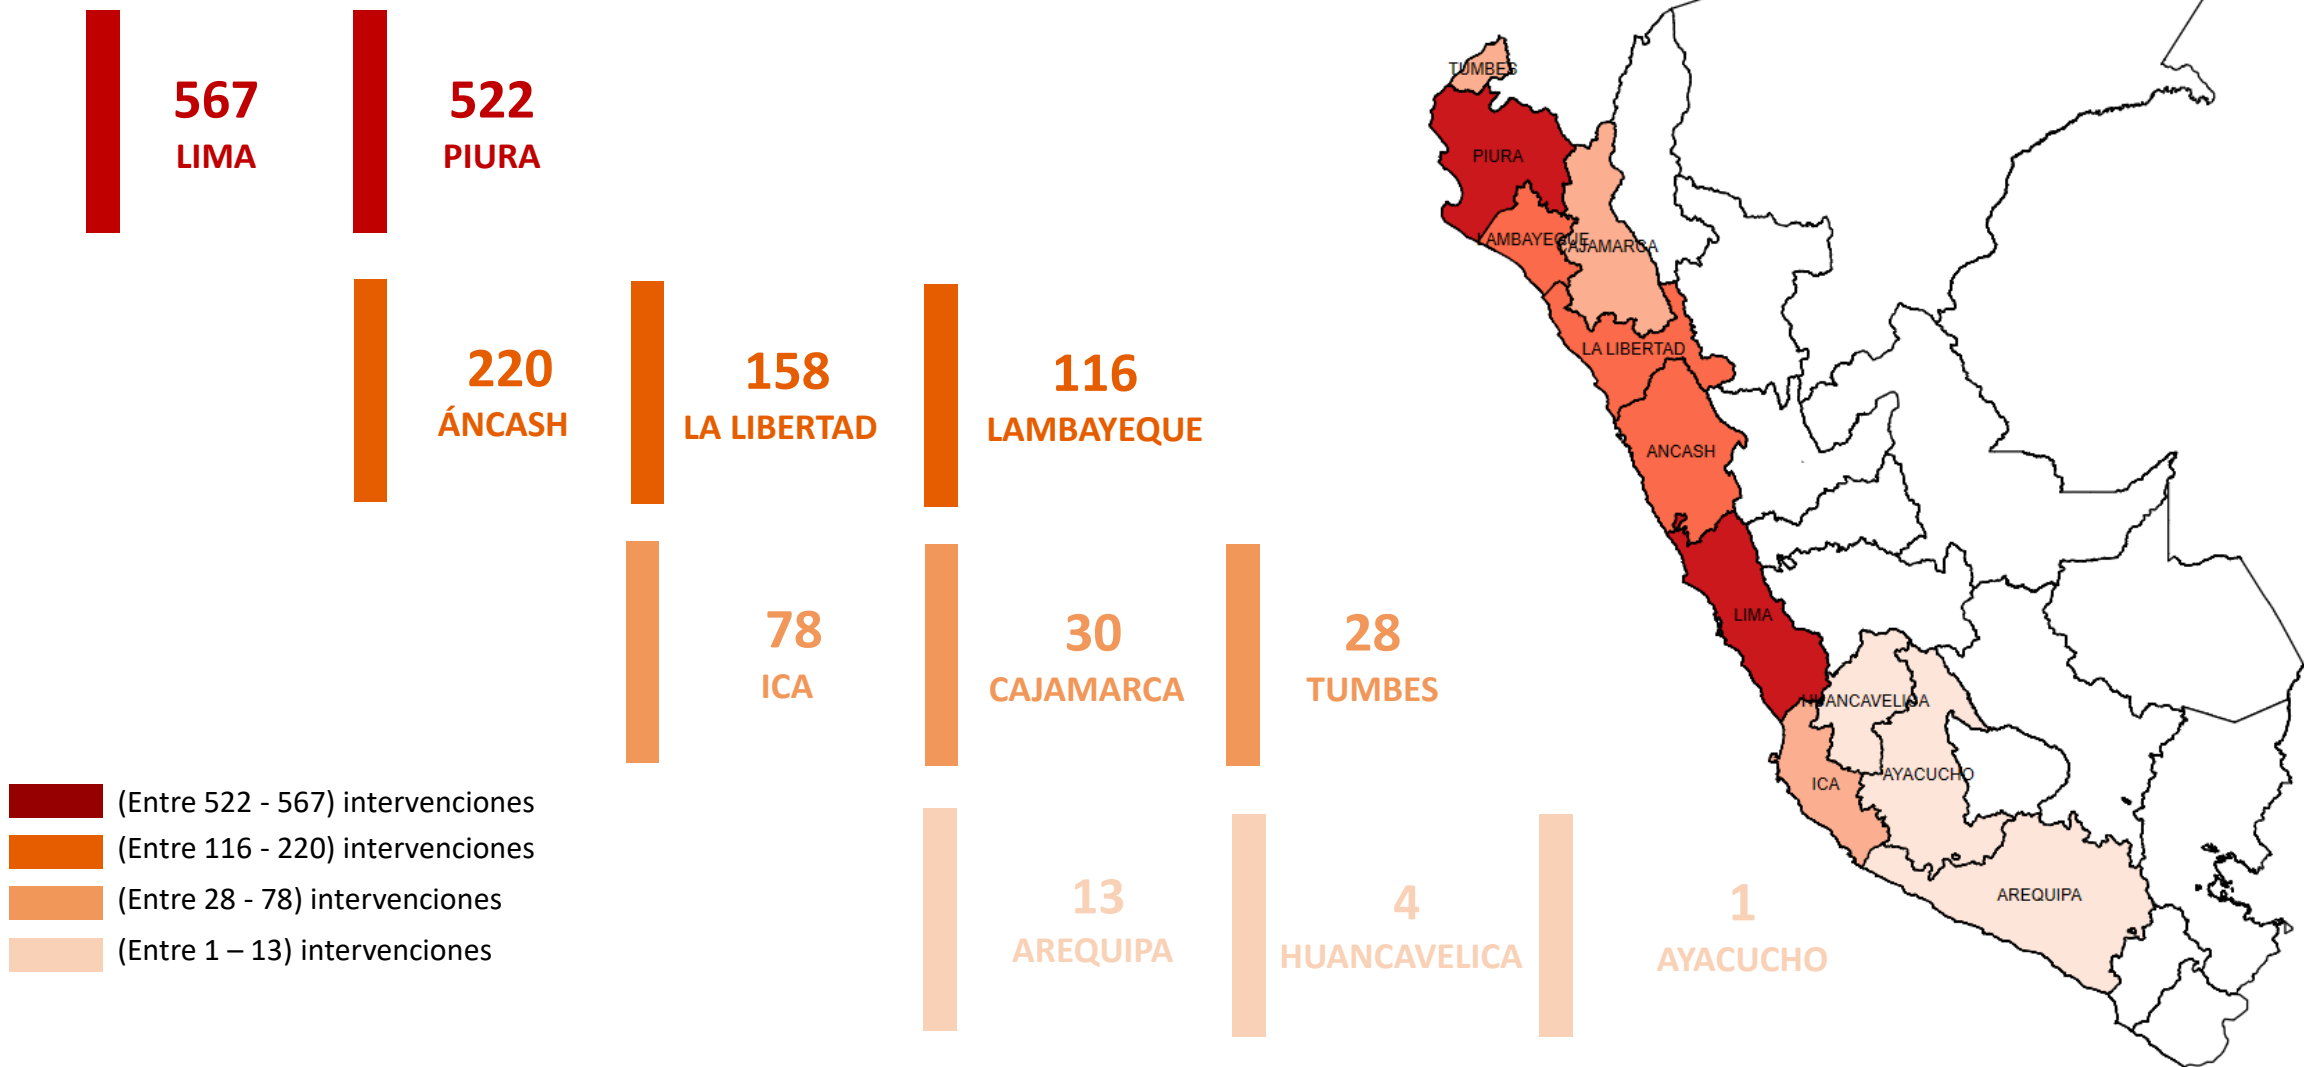 567
LIMA
522
PIURA
220
ÁNCASH
158
LA LIBERTAD
116
LAMBAYEQUE
78
ICA
30
CAJAMARCA
28
TUMBES
13
AREQUIPA
4
HUANCAVELICA
1
AYACUCHO
(Entre 522 - 567) intervenciones
(Entre 116 - 220) intervenciones
(Entre 28 - 78) intervenciones
(Entre 1 – 13) intervenciones
TUMBES
PIURA
LAMBAYEQUE
CAJAMARCA
LA LIBERTAD
ANCASH
LIMA
HUANCAVELICA
AYACUCHO
ICA
AREQUIPA